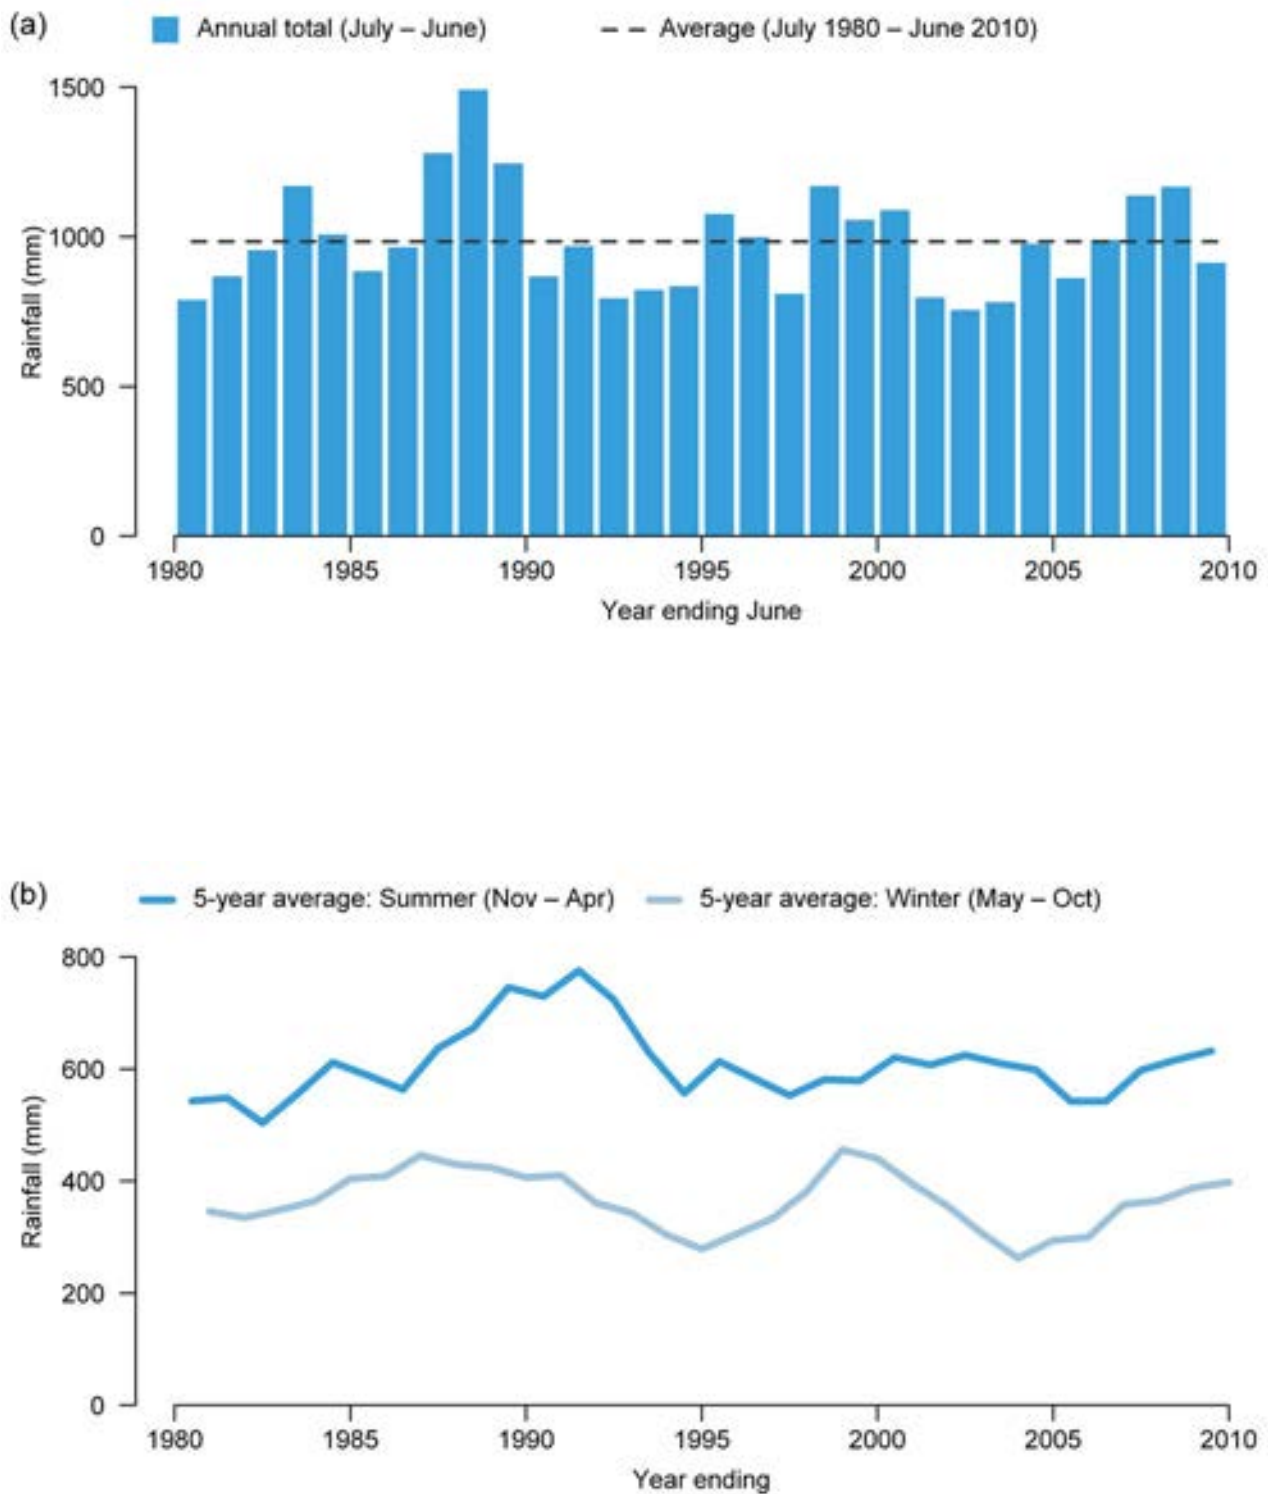 (a) Annual total (July – June) Average (July 1980 – June 2010)
1500
1000
500
0
Rainfall (mm)
1980 1985 1990 1995 2000 2005 2010
Year ending June
(b) 5-year average: Summer (Nov – Apr) 5-year average: Winter (May – Oct)
800
600
400
200
0
Rainfall (mm)
1980 1985 1990 1995 2000 2005 2010
Year ending